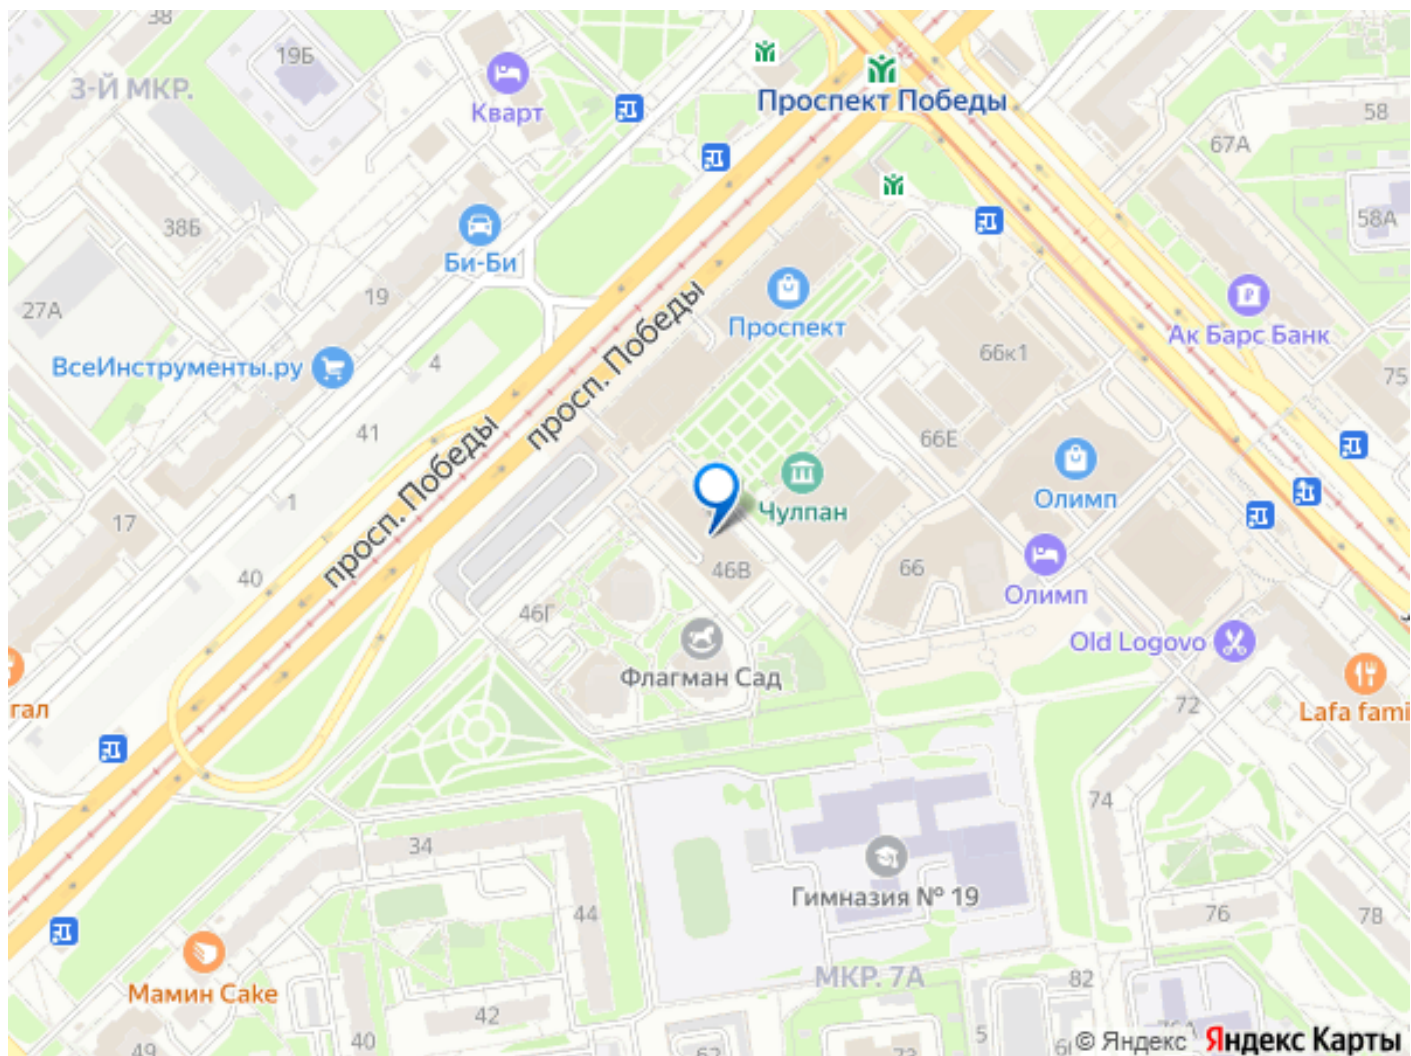 38
19Б
3-Й МКР.
Кварт
Проспект Победы
58
67А
38Б
58А
Би-Би
27А
19
Проспект
Ак Барс Банк
66к1
ВсеИнструменты.ру
4
75
просп. Победы
просп. Победы
41
66Е
1
Олимп
Чулпан
17
40
46В
66
Олимп
46Г
Old Logovo
Флагман Сад
гал
72
Lafa fami
74
34
Гимназия № 19
44
76
78
МКР. 7А
82
Мамин Cake
42
40
5
49
62
73
76А
© Яндекс Яндекс Карты